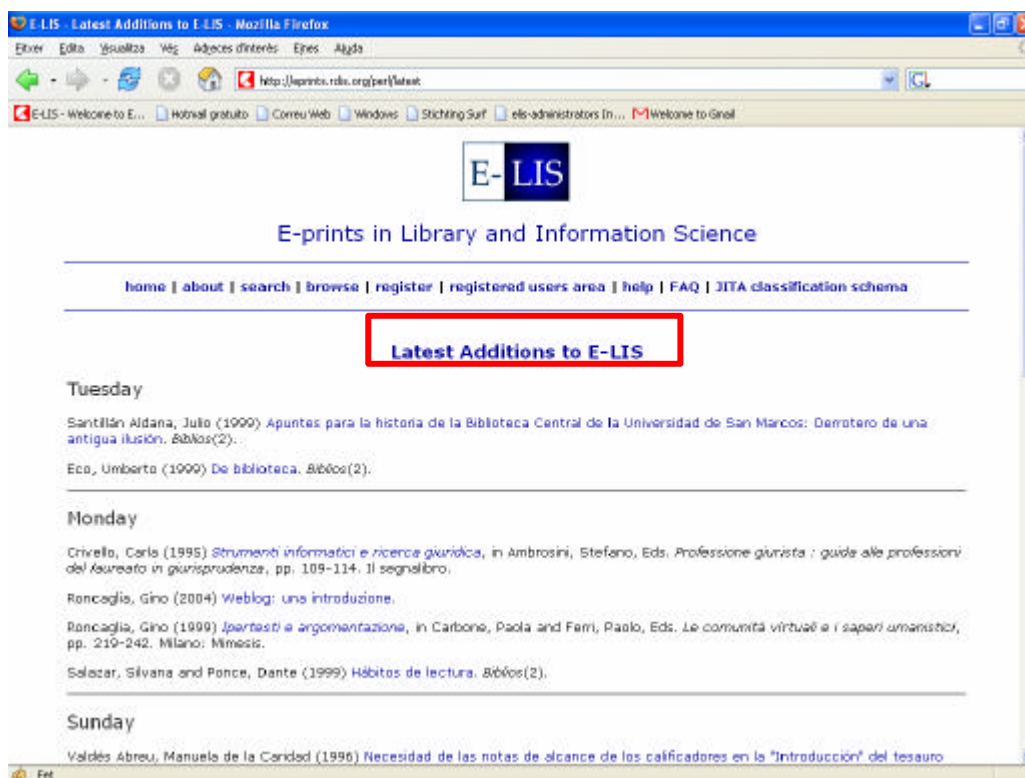 E-LIS - Latest Additions to E-LIS - Mozilla Firefox
Fitxer Edita Visualitza Vés Adreces d'interès Eines Ajuda
http://eprints.rclis.org/perl/latest
E-LIS - Welcome to E... Hotmail gratuito Correu Web Windows Stichting Surf elis-administrators In... Welcome to Gmail
E-LIS
E-prints in Library and Information Science
home | about | search | browse | register | registered users area | help | FAQ | JITA classification schema
Latest Additions to E-LIS
Tuesday
Santillán Aldana, Julio (1999) Apuntes para la historia de la Biblioteca Central de la Universidad de San Marcos: Derrotero de una
antigua ilusión. Biblios(2).
Eco, Umberto (1999) De biblioteca. Biblios(2).
Monday
Crivello, Carla (1995) Strumenti informatici e ricerca giuridica, in Ambrosini, Stefano, Eds. Professione giurista : guida alle professioni
del laureato in giurisprudenza, pp. 109-114. Il segnalibro.
Roncaglia, Gino (2004) Weblog: una introduzione.
Roncaglia, Gino (1999) Ipertesti e argomentazione, in Carbone, Paola and Ferri, Paolo, Eds. Le comunità virtuali e i saperi umanistici,
pp. 219-242. Milano: Mimesis.
Salazar, Silvana and Ponce, Dante (1999) Hábitos de lectura. Biblios(2).
Sunday
Valdés Abreu, Manuela de la Caridad (1996) Necesidad de las notas de alcance de los calificadores en la "Introducción" del tesauro
Fet